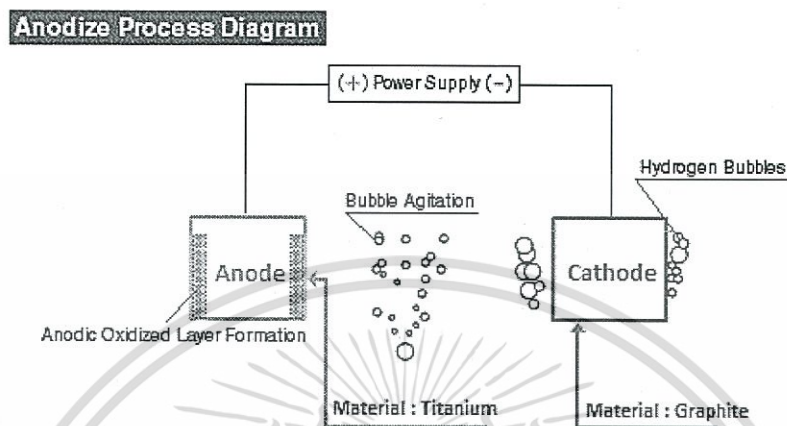 Anodize Process Diagram
(+) Power Supply (-)
Hydrogen Bubbles
Bubble Agitation
Anode
Cathode
Anodic Oxidized Layer Formation
Material : Titanium
Material : Graphite